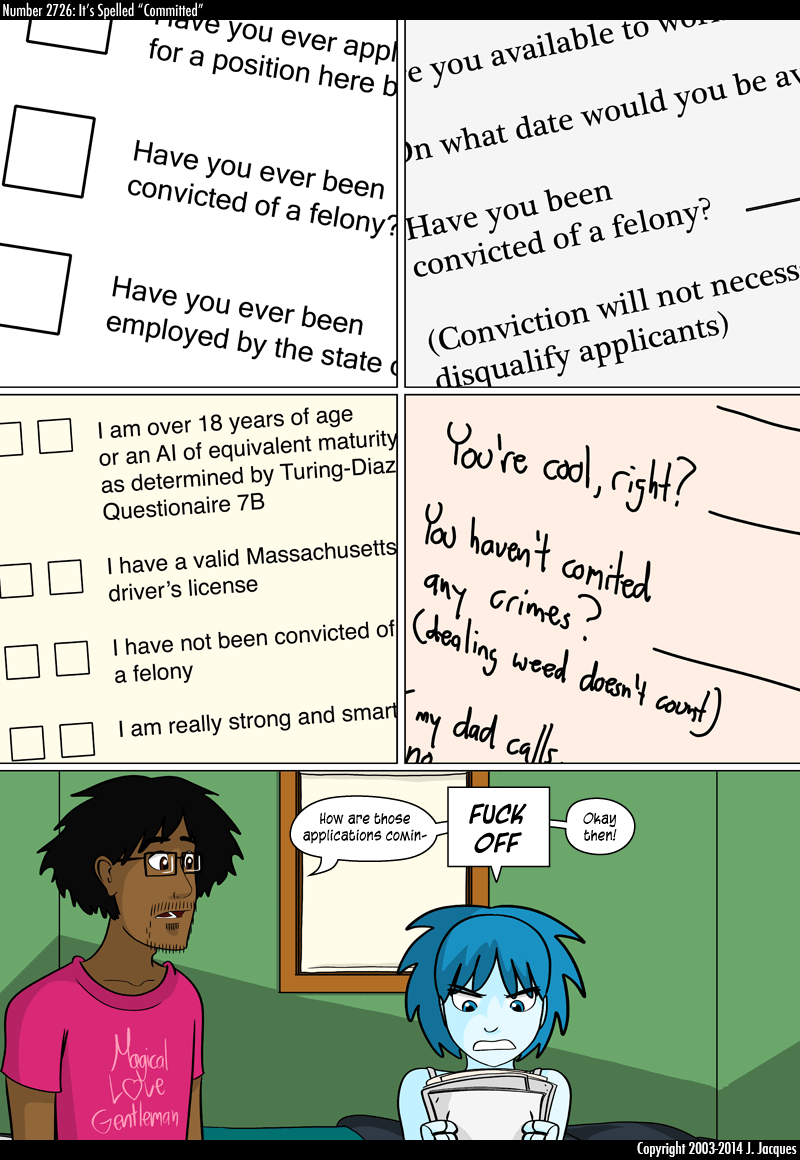 Number 2726: It's Spelled "Committed"
Have you ever appl
for a position here b
Have you ever been
convicted of a felony?
Have you ever been
employed by the state
e you available to wor
On what date would you be av
Have you been
convicted of a felony?
(Conviction will not necess
disqualify applicants)
I am over 18 years of age
or an AI of equivalent maturity
as determined by Turing-Diaz
Questionaire 7B
I have a valid Massachusetts
driver's license
I have not been convicted of
a felony
I am really strong and smart
You're cool, right?
You haven't comited
any crimes?
(dealing weed doesn't count)
my dad calls
no
How are those
applications comin-
FUCK
OFF
Okay
then!
Magical
Love
Gentleman
Copyright 2003-2014 J. Jacques